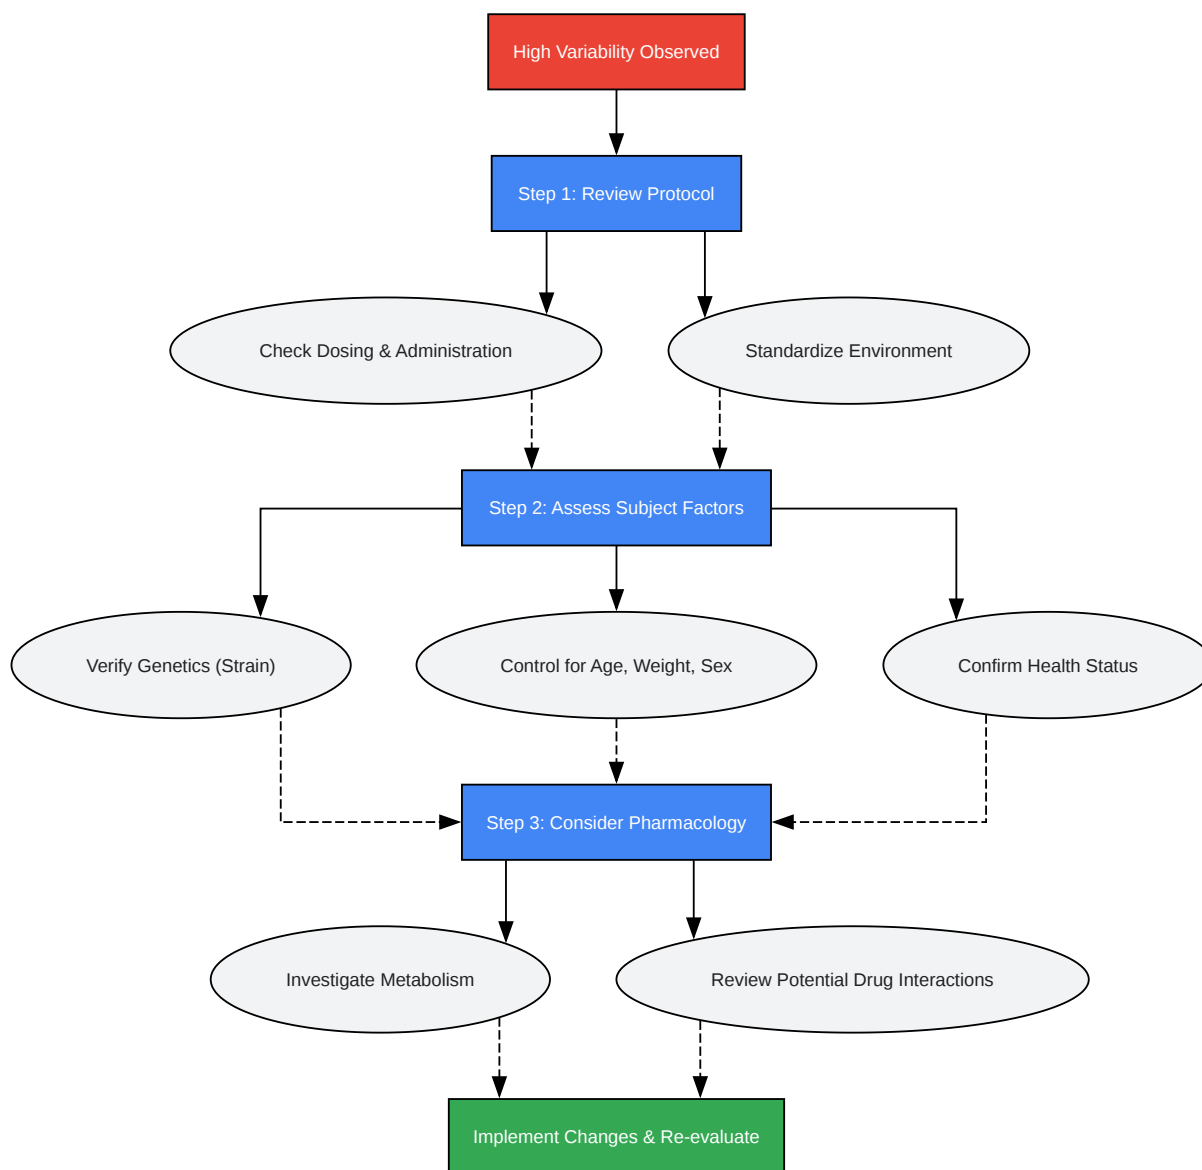 High Variability Observed
Step 1: Review Protocol
Check Dosing & Administration
Standardize Environment
Step 2: Assess Subject Factors
Verify Genetics (Strain)
Control for Age, Weight, Sex
Confirm Health Status
Step 3: Consider Pharmacology
Investigate Metabolism
Review Potential Drug Interactions
Implement Changes & Re-evaluate